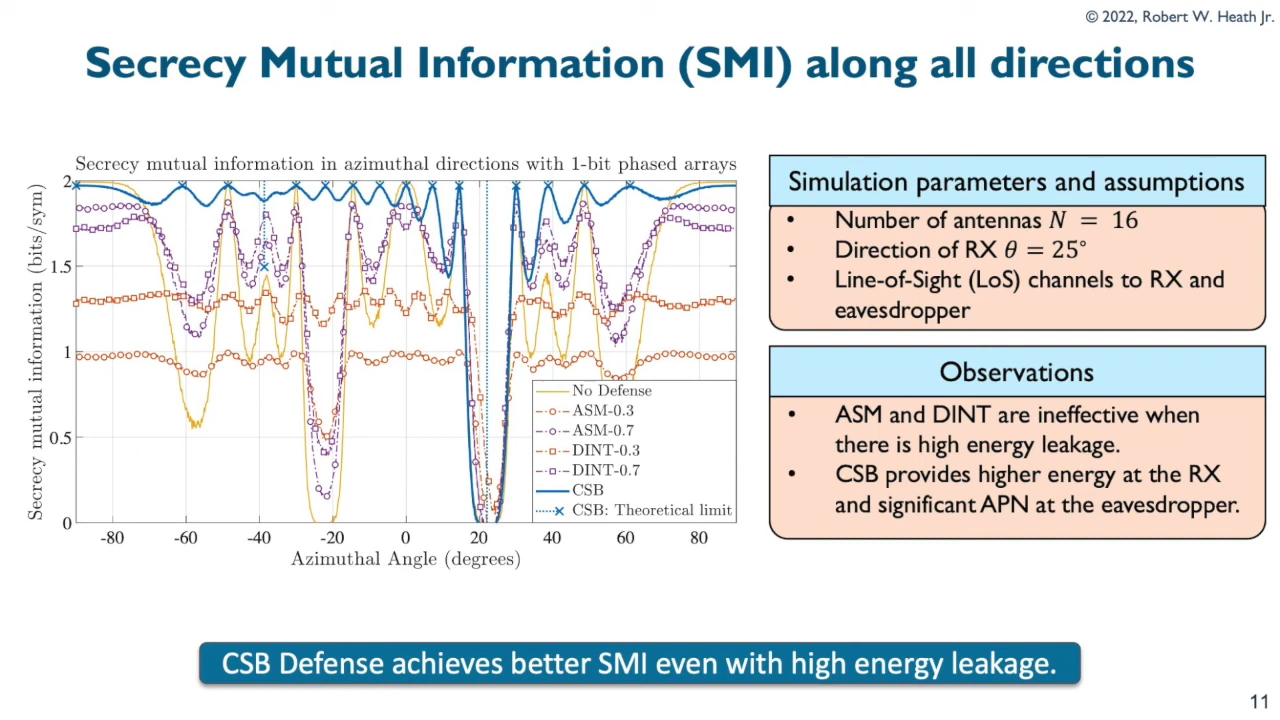 © 2022, Robert W. Heath Jr.
Secrecy Mutual Information (SMI) along all directions
Secrecy mutual information in azimuthal directions with 1-bit phased arrays
Secrecy mutual information (bits/sym)
2
1.5
1
0.5
0
-80 -60 -40 -20 0 20 40 60 80
Azimuthal Angle (degrees)
No Defense
ASM-0.3
ASM-0.7
DINT-0.3
DINT-0.7
CSB
CSB: Theoretical limit
Simulation parameters and assumptions
• Number of antennas N = 16
• Direction of RX θ = 25°
• Line-of-Sight (LoS) channels to RX and
eavesdropper
Observations
• ASM and DINT are ineffective when
there is high energy leakage.
• CSB provides higher energy at the RX
and significant APN at the eavesdropper.
CSB Defense achieves better SMI even with high energy leakage.
11